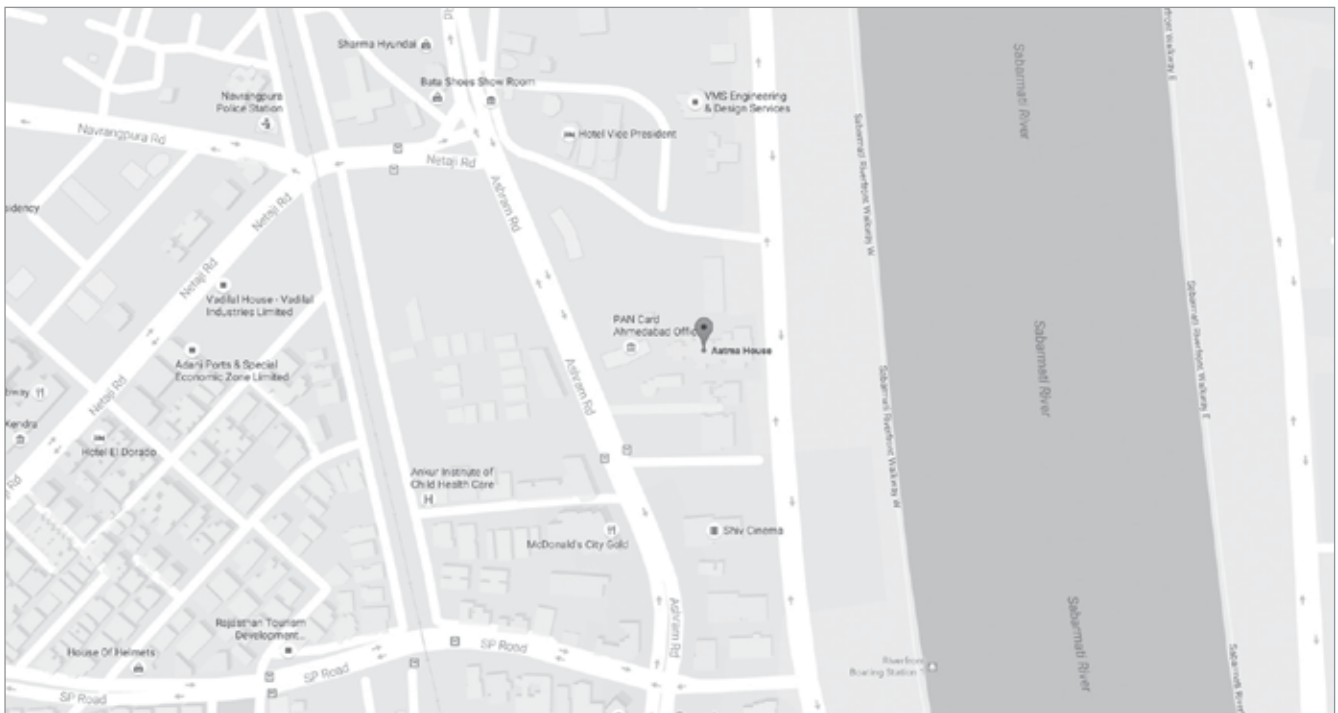 Sharma Hyundai
Bata Shoes Show Room
Navrangpura
Police Station
VMS Engineering
& Design Services
Hotel Vice President
Navrangpura Rd
Netaji Rd
Ashram Rd
Netaji Rd
Netaji Rd
Vadilal House - Vadilal
Industries Limited
PAN Card
Ahmedabad
Aatma House
Adani Ports & Special
Economic Zone Limited
Ashram Rd
Netaji Rd
Kendra
Hotel El Dorado
Ankur Institute of
Child Health Care
McDonald's City Gold
Shiv Cinema
Rajasthan Tourism
Development...
House Of Helmets
SP Road
SP Road
SP Road
Ashram Rd
Riverfront
Boating Station
Sabarmati River
Sabarmati River
Sabarmati River
Sabarmati Riverfront Walkway W
Sabarmati Riverfront Walkway W
Sabarmati Riverfront Walkway E